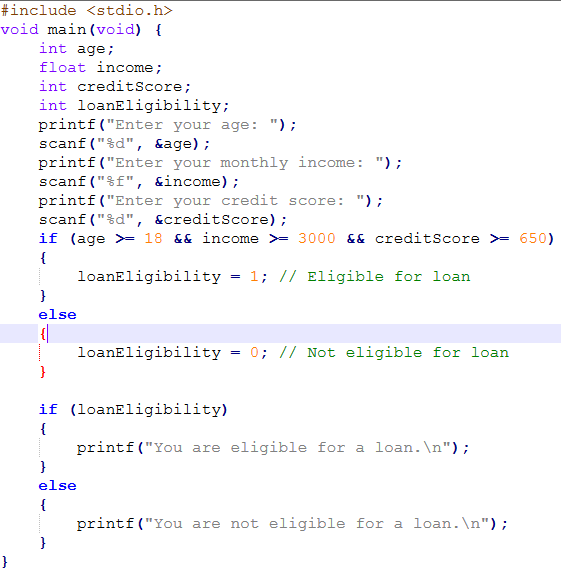 #include <stdio.h>
void main(void) {
    int age;
    float income;
    int creditScore;
    int loanEligibility;
    printf("Enter your age: ");
    scanf("%d", &age);
    printf("Enter your monthly income: ");
    scanf("%f", &income);
    printf("Enter your credit score: ");
    scanf("%d", &creditScore);
    if (age >= 18 && income >= 3000 && creditScore >= 650)
    {
        loanEligibility = 1; // Eligible for loan
    }
    else
    {
        loanEligibility = 0; // Not eligible for loan
    }

    if (loanEligibility)
    {
        printf("You are eligible for a loan.\n");
    }
    else
    {
        printf("You are not eligible for a loan.\n");
    }
}